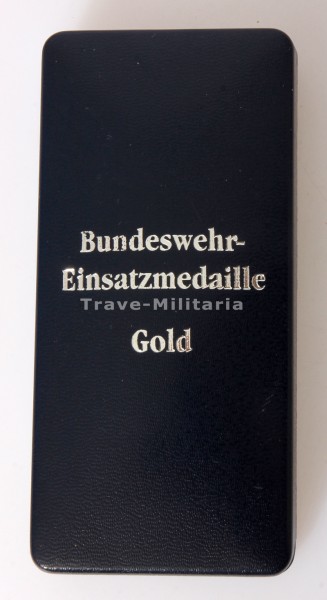 Bundeswehr-
Einsatzmedaille
Trave-Militaria
Gold